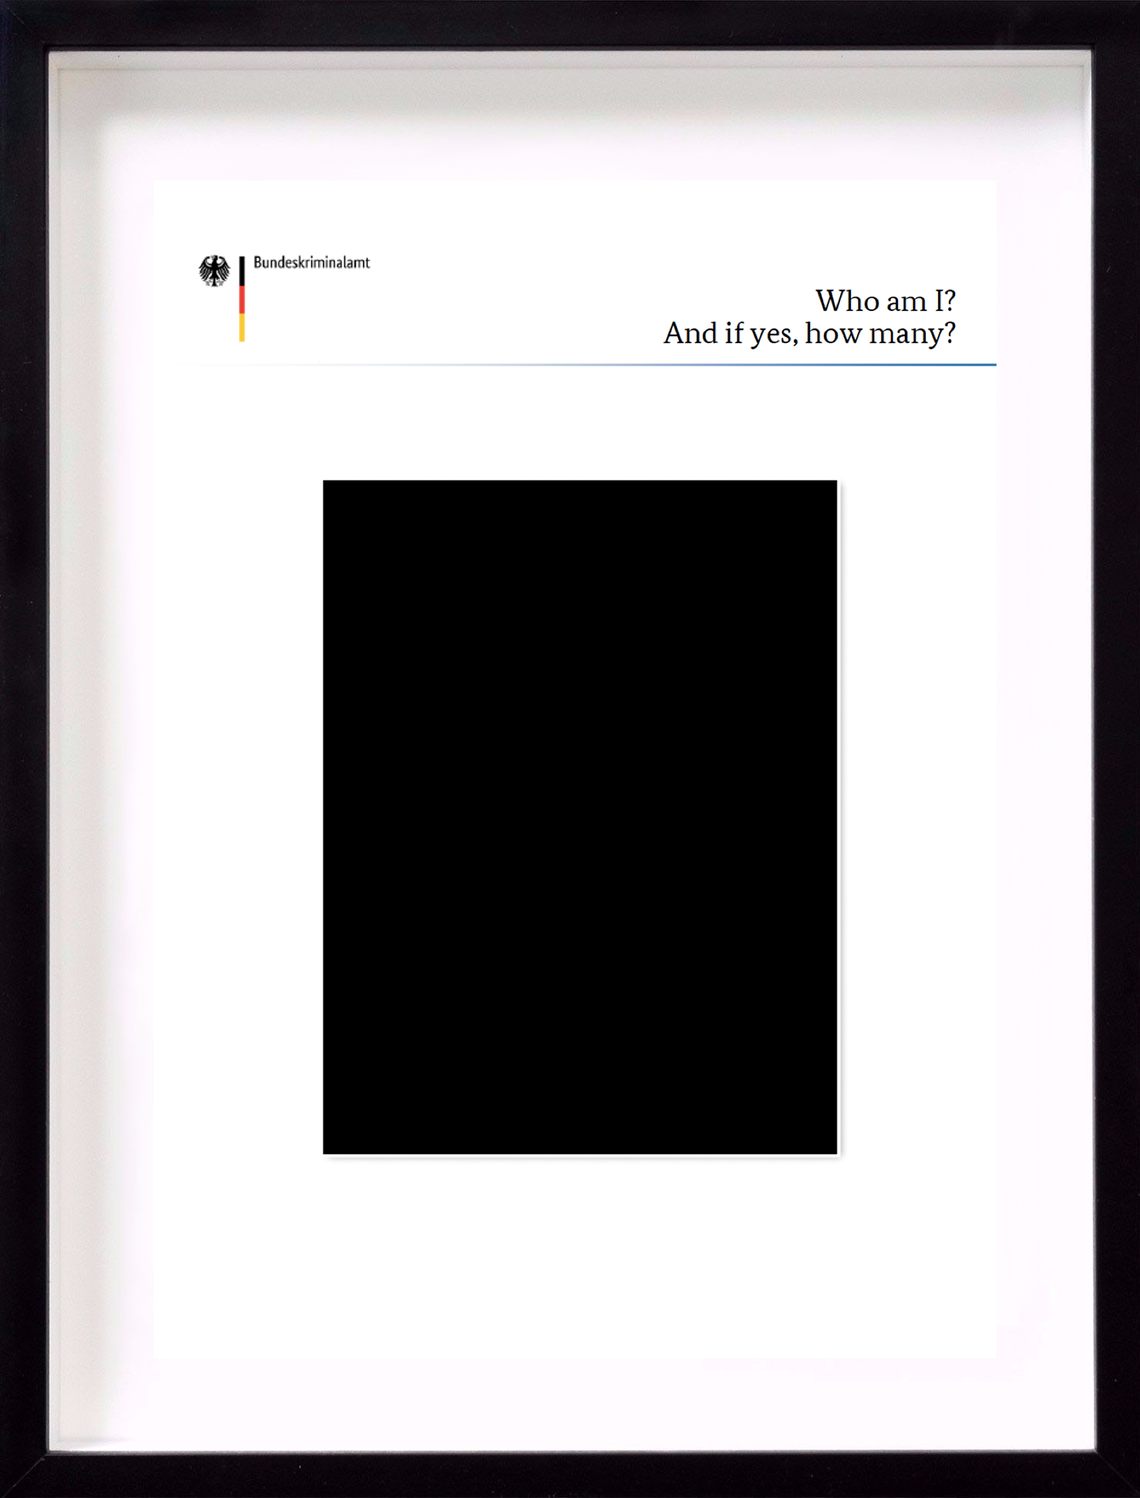 Bundeskriminalamt
Who am I?
And if yes, how many?